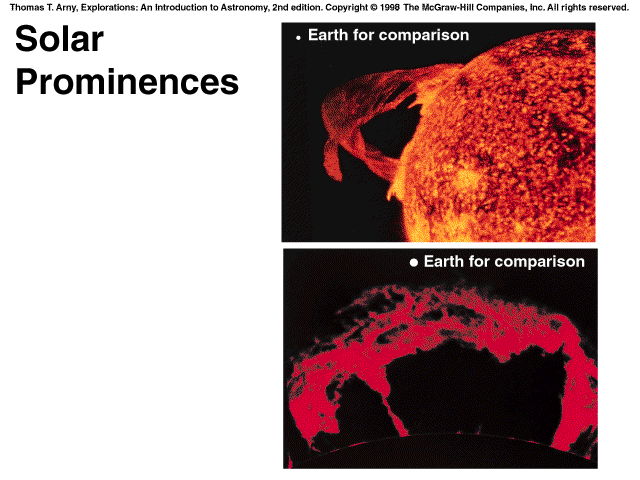 Thomas T. Arny, Explorations: An Introduction to Astronomy, 2nd edition. Copyright © 1998 The McGraw-Hill Companies, Inc. All rights reserved.
Solar
Prominences
Earth for comparison
Earth for comparison